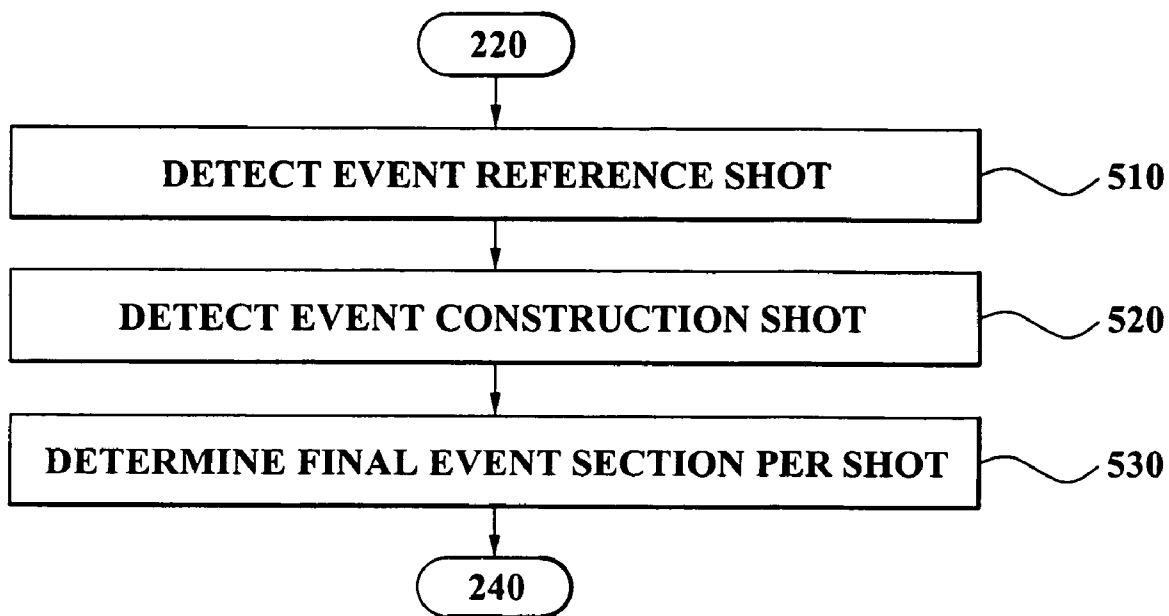 220
DETECT EVENT REFERENCE SHOT
510
DETECT EVENT CONSTRUCTION SHOT
520
DETERMINE FINAL EVENT SECTION PER SHOT
530
240